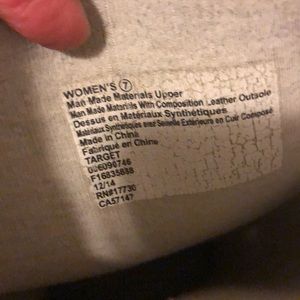 WOMEN'S 7
Man Made Materials Upper
Man Made Materials With Composition Leather Outsole
Dessus en Matériaux Synthétiques
Matériaux Synthétiques avec Semelle Extérieure en Cuir Composé
Made in China
Fabriqué en Chine
TARGET
006090746
F16835688
12/14
RN#17730
CA57147